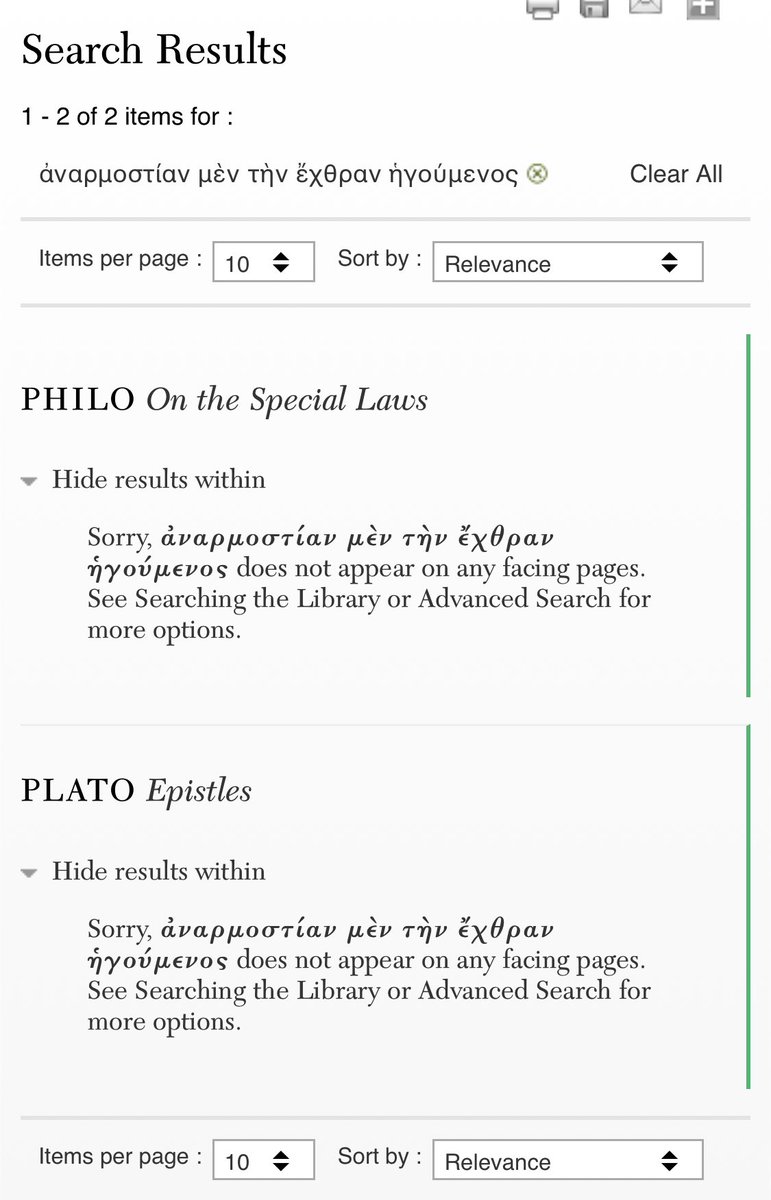 Search Results
1 - 2 of 2 items for :
ἀναρμοστίαν μὲν τὴν ἔχθραν ἡγούμενος Clear All
Items per page : 10 Sort by : Relevance
PHILO On the Special Laws
Hide results within
Sorry, ἀναρμοστίαν μὲν τὴν ἔχθραν
ἡγούμενος does not appear on any facing pages.
See Searching the Library or Advanced Search for
more options.
PLATO Epistles
Hide results within
Sorry, ἀναρμοστίαν μὲν τὴν ἔχθραν
ἡγούμενος does not appear on any facing pages.
See Searching the Library or Advanced Search for
more options.
Items per page : 10 Sort by : Relevance